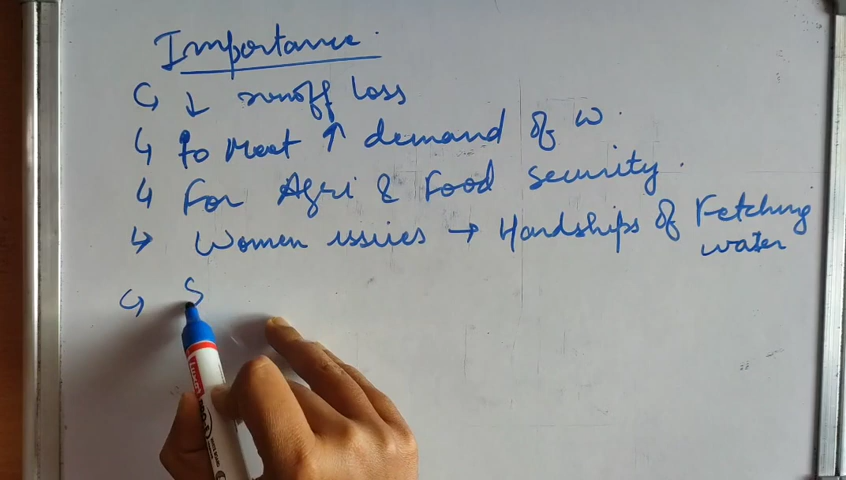 Importance.
↳ ↓ runoff loss
↳ to Meet ↑ demand of W.
↳ For Agri & Food security.
↳ Women issues → Hardships of Fetching water
↳ S